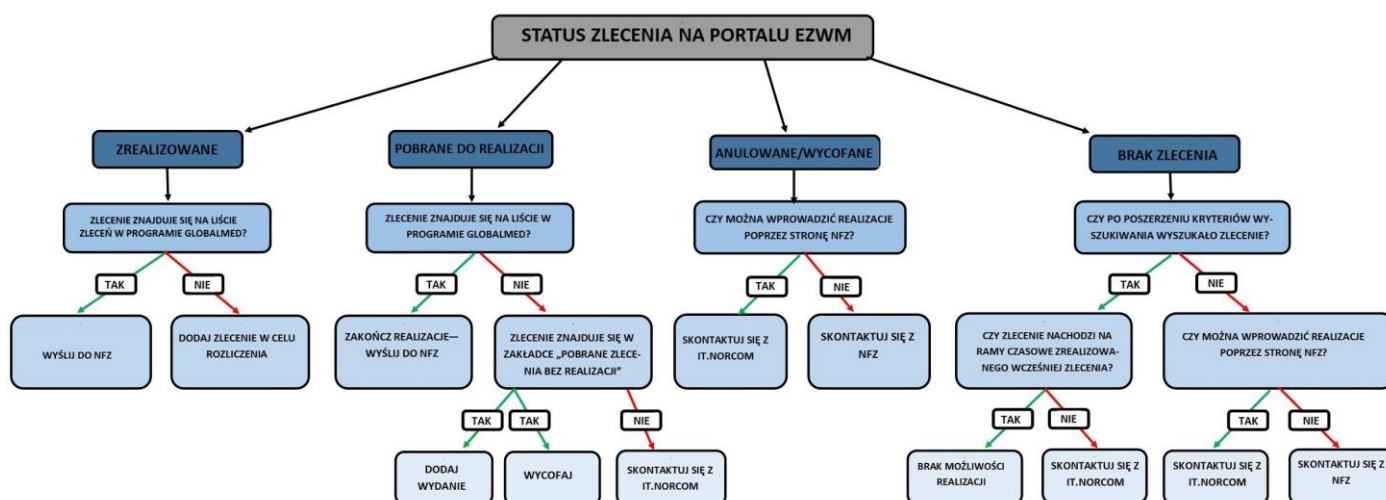 STATUS ZLECENIA NA PORTALU EZWM
ZREALIZOWANE
POBRANE DO REALIZACJI
ANULOWANE/WYCOFANE
BRAK ZLECENIA
ZLECENIE ZNAJDUJE SIĘ NA LIŚCIE
ZLECEŃ W PROGRAMIE GLOBALMED?
ZLECENIE ZNAJDUJE SIĘ NA LIŚCIE W
PROGRAMIE GLOBALMED?
CZY MOŻNA WPROWADZIĆ REALIZACJE
POPRZEZ STRONĘ NFZ?
CZY PO POSZERZENIU KRYTERIÓW WY-
SZUKIWANIA WYSZUKAŁO ZLECENIE?
TAK
NIE
TAK
NIE
TAK
NIE
TAK
NIE
WYŚLIJ DO NFZ
DODAJ ZLECENIE W CELU
ROZLICZENIA
ZAKOŃCZ REALIZACJE—
WYŚLIJ DO NFZ
ZLECENIE ZNAJDUJE SIĘ W
ZAKŁADCE „POBRANE ZLECE-
NIA BEZ REALIZACJI”
SKONTAKTUJ SIĘ Z
IT.NORCOM
SKONTAKTUJ SIĘ Z
NFZ
CZY ZLECENIE NACHODZI NA
RAMY CZASOWE ZREALIZOWA-
NEGO WCZEŚNIEJ ZLECENIA?
CZY MOŻNA WPROWADZIĆ REALIZACJE
POPRZEZ STRONĘ NFZ?
TAK
TAK
NIE
TAK
NIE
TAK
NIE
DODAJ
WYDANIE
WYCOFAJ
SKONTAKTUJ SIĘ Z
IT.NORCOM
BRAK MOŻLIWOŚCI
REALIZACJI
SKONTAKTUJ SIĘ Z
IT.NORCOM
SKONTAKTUJ SIĘ Z
IT.NORCOM
SKONTAKTUJ SIĘ Z
NFZ